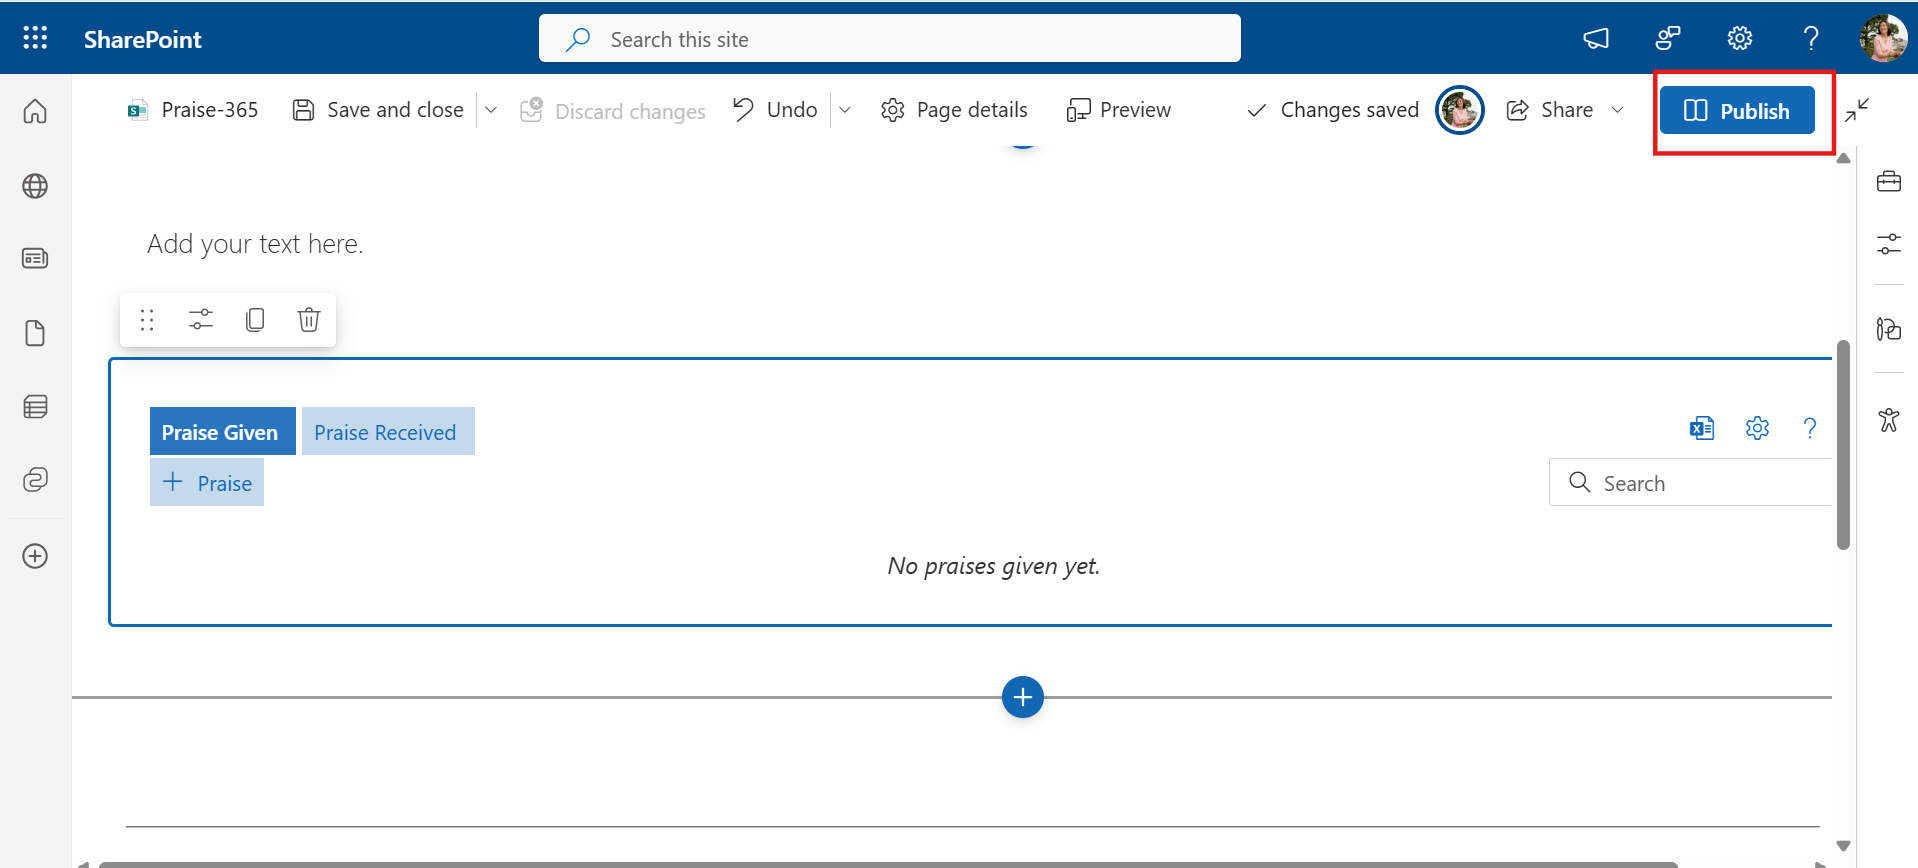 SharePoint
Search this site
Praise-365
Save and close
Discard changes
Undo
Page details
Preview
Changes saved
Share
Publish
Add your text here.
Praise Given
Praise Received
Praise
Search
No praises given yet.